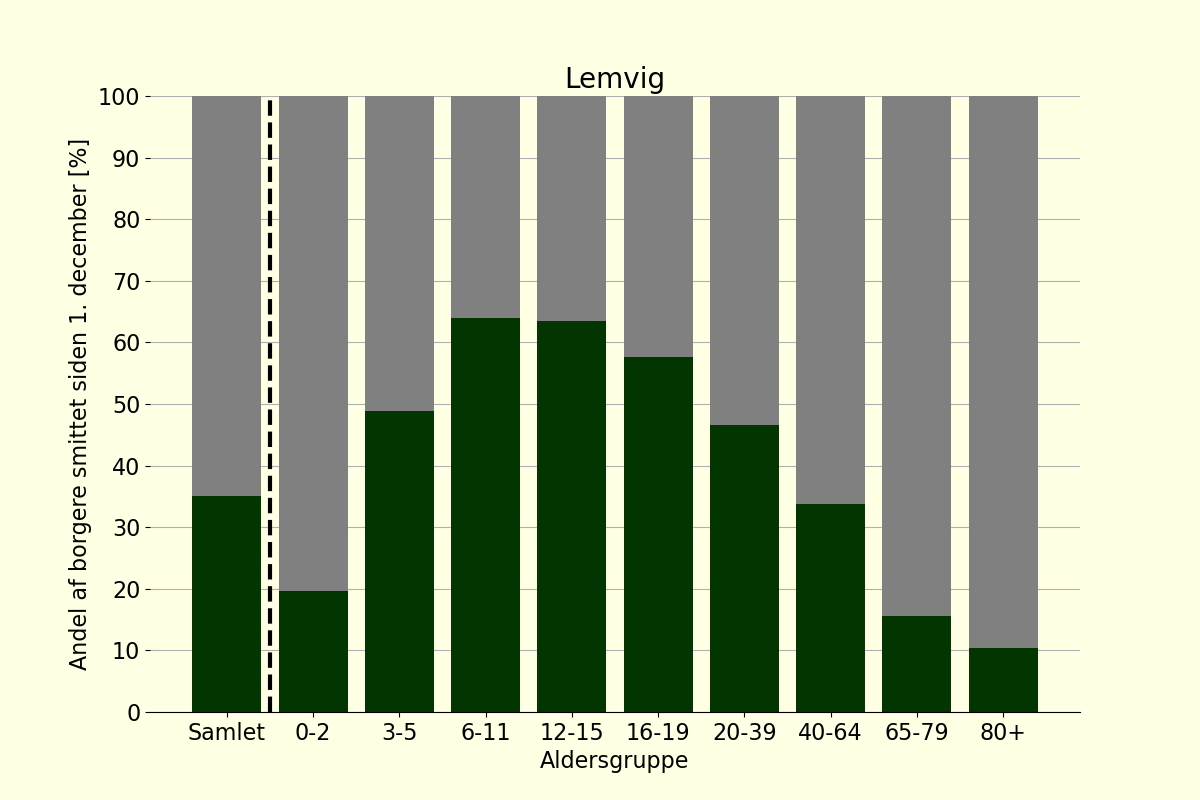 Lemvig
Andel af borgere smittet siden 1. december [%]
100
90
80
70
60
50
40
30
20
10
0
Samlet 0-2 3-5 6-11 12-15 16-19 20-39 40-64 65-79 80+
Aldersgruppe